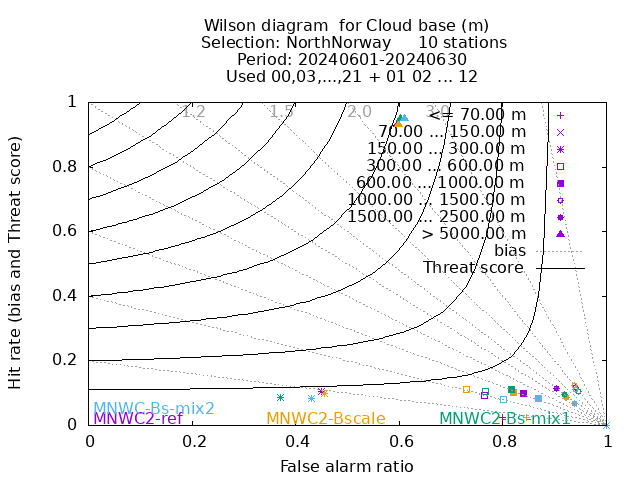 Wilson diagram  for Cloud base (m)
Selection: NorthNorway     10 stations
Period: 20240601-20240630
Used 00,03,...,21 + 01 02 ... 12
1
1.2
1.5
2.0
3.0
<= 70.00 m
70.00 ... 150.00 m
150.00 ... 300.00 m
300.00 ... 600.00 m
600.00 ... 1000.00 m
1000.00 ... 1500.00 m
1500.00 ... 2500.00 m
> 5000.00 m
bias
Threat score
0.8
0.6
0.4
0.2
0
Hit rate (bias and Threat score)
MNWC-Bs-mix2
MNWC2-ref
MNWC2-Bscale
MNWC2-Bs-mix1
0
0.2
0.4
0.6
0.8
1
False alarm ratio